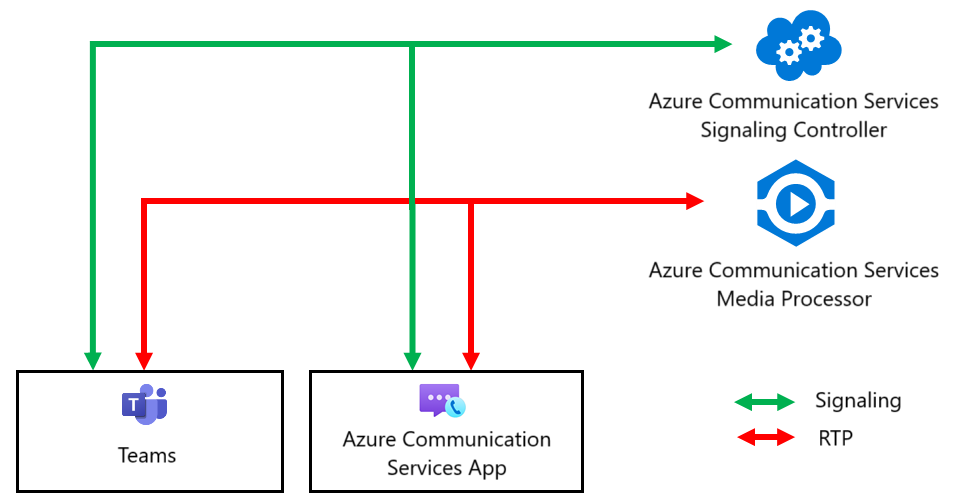 Azure Communication Services
Signaling Controller
Azure Communication Services
Media Processor
T
Teams
Azure Communication
Services App
Signaling
RTP